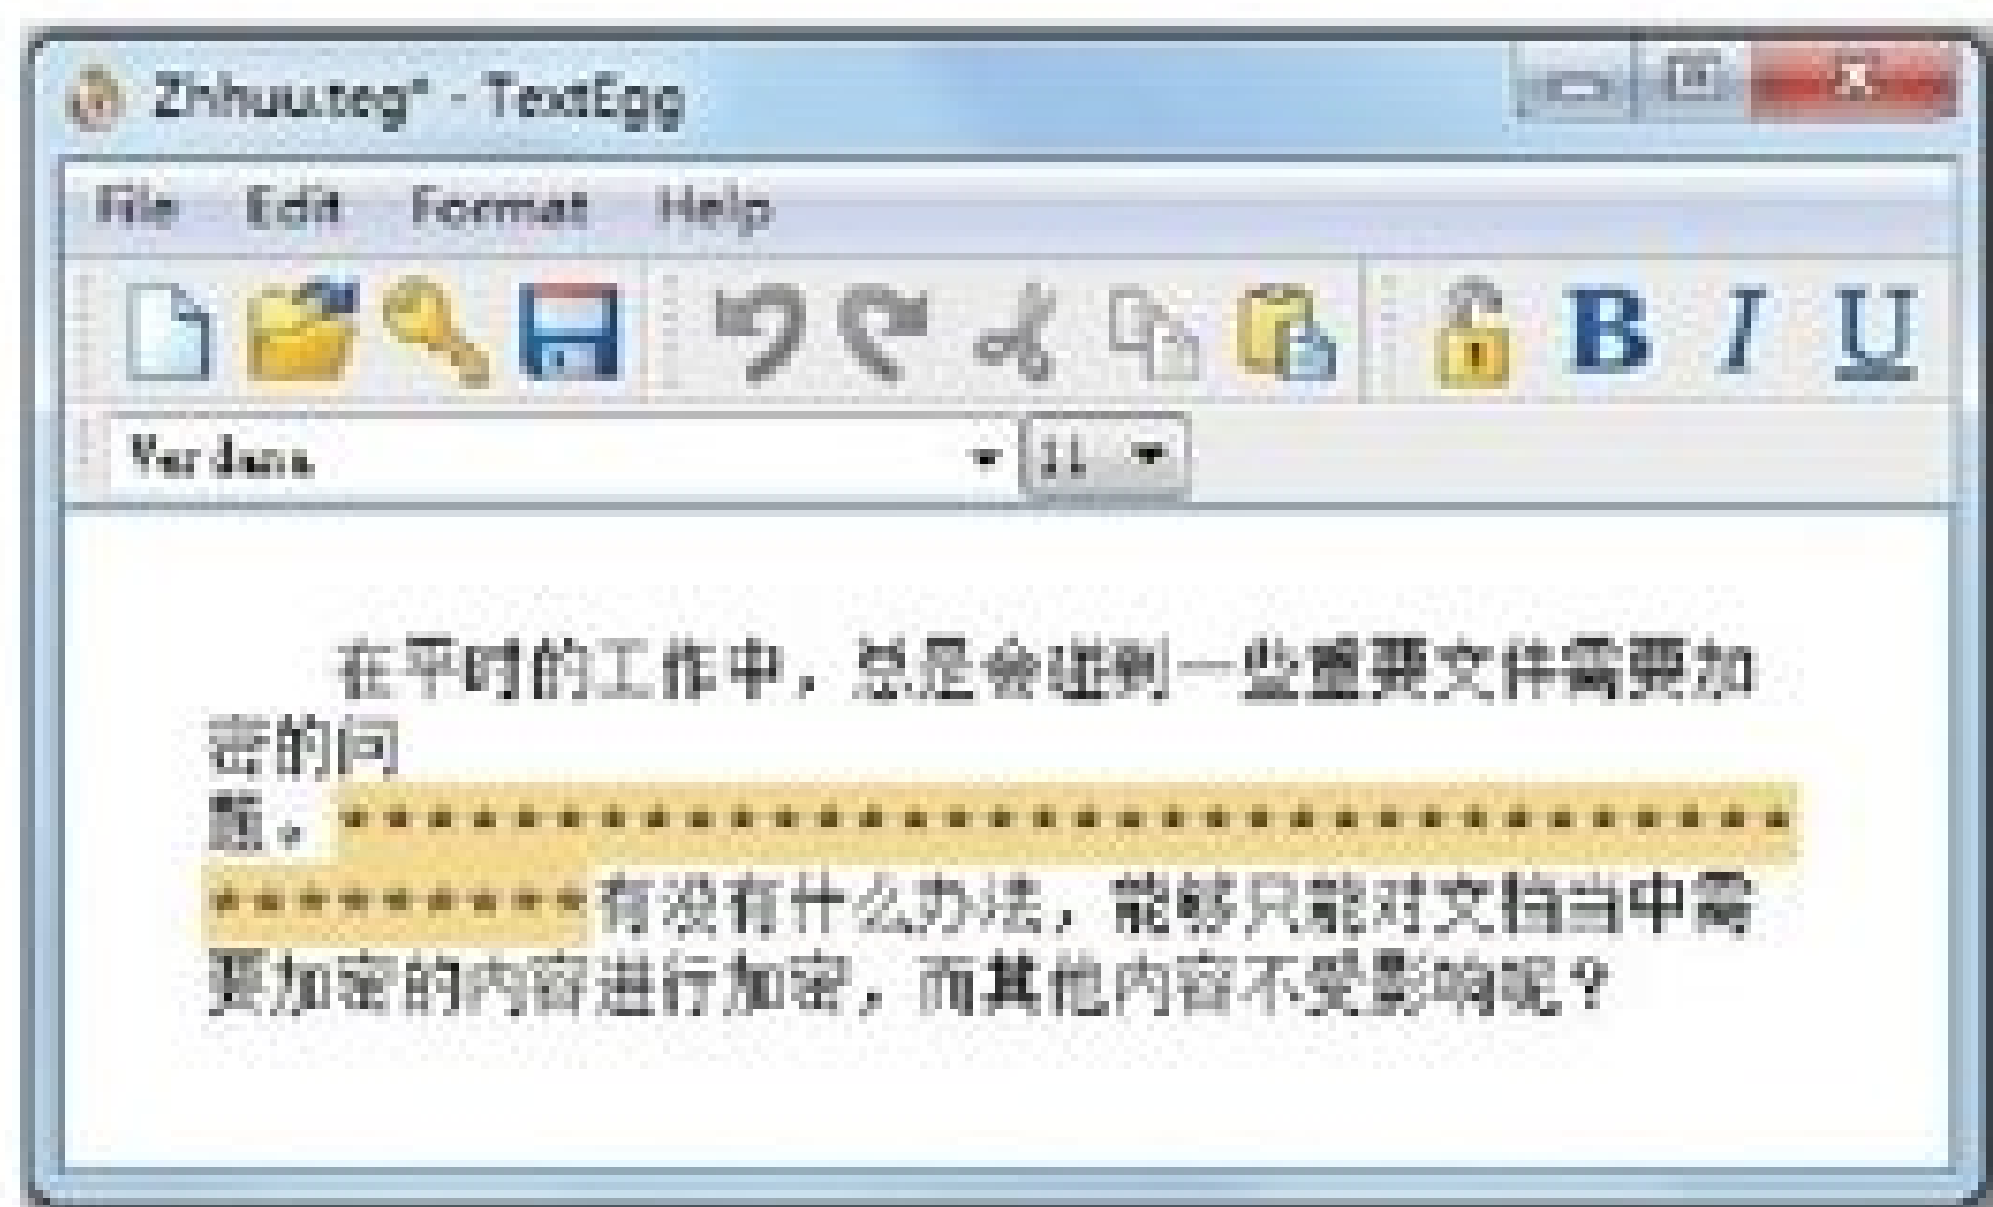 Zhhuu.teg* - TextEgg
File Edit Format Help
B I U
Verdana 11
在平时的工作中，总是会碰到一些重要文件需要加
密的问
题。**********************************
*********有没有什么办法，能够只能对文档当中需
要加密的内容进行加密，而其他内容不受影响呢？